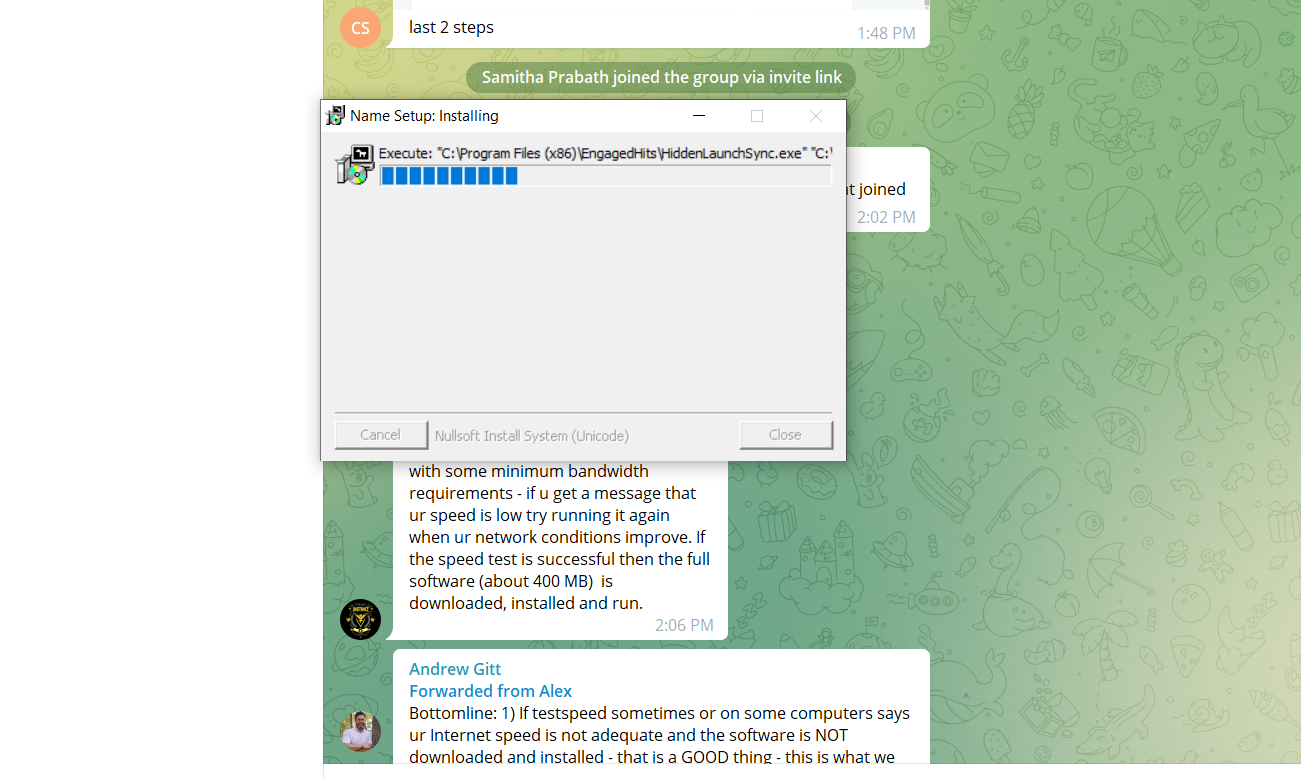 CS
last 2 steps
1:48 PM
Samitha Prabath joined the group via invite link
Name Setup: Installing
Execute: "C:\Program Files (x86)\EngagedHits\HiddenLaunchSync.exe" "C:\
at joined
2:02 PM
Cancel
Nullsoft Install System (Unicode)
Close
with some minimum bandwidth
requirements - if u get a message that
ur speed is low try running it again
when ur network conditions improve. If
the speed test is successful then the full
software (about 400 MB) is
downloaded, installed and run.
2:06 PM
Andrew Gitt
Forwarded from Alex
Bottomline: 1) If testspeed sometimes or on some computers says
ur Internet speed is not adequate and the software is NOT
downloaded and installed - that is a GOOD thing - this is what we